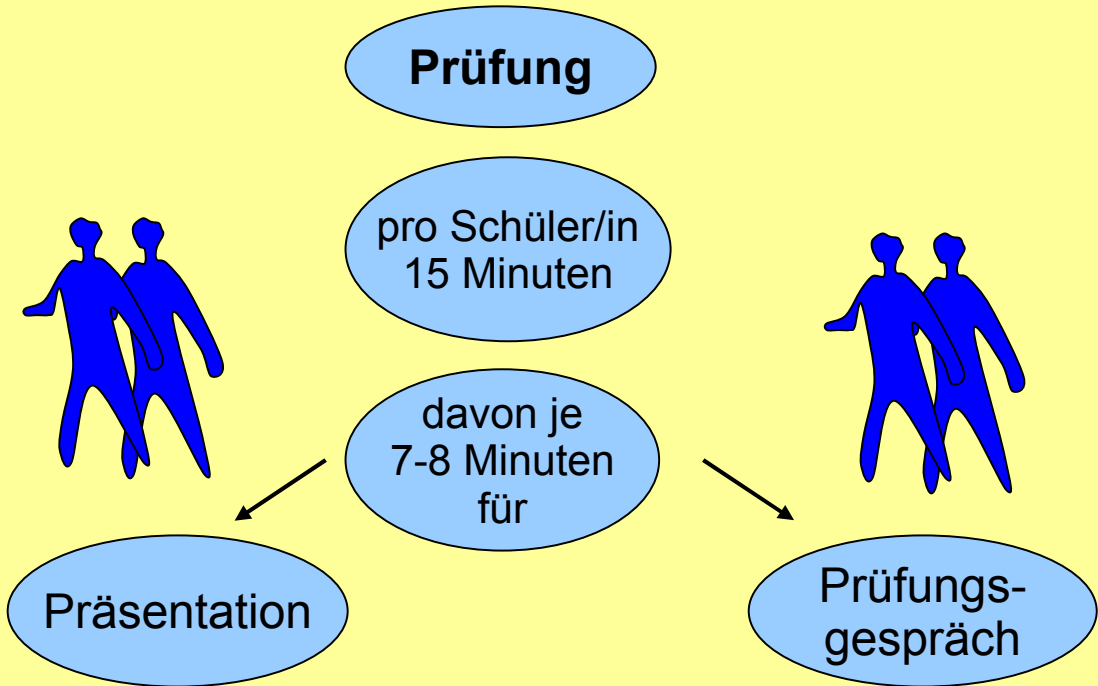 Prüfung
pro Schüler/in
15 Minuten
davon je
7-8 Minuten
für
Präsentation
Prüfungs-
gespräch